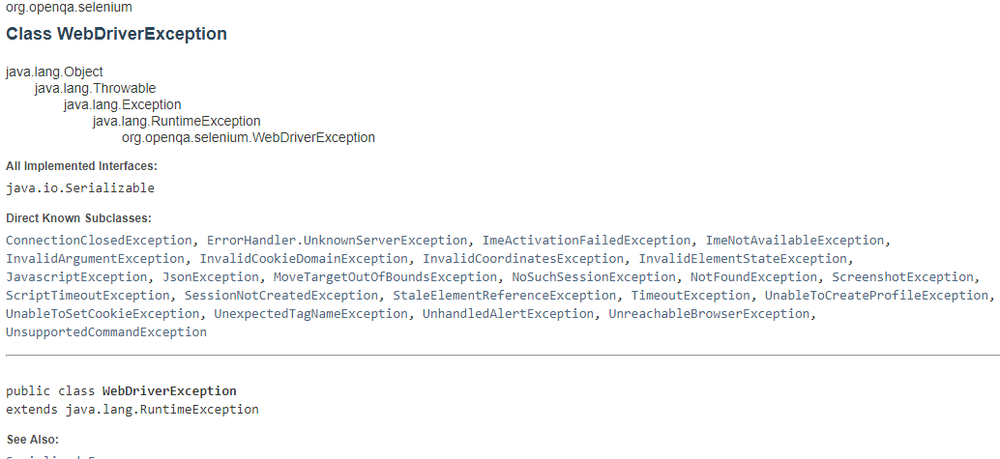 org.openqa.selenium
Class WebDriverException
java.lang.Object
java.lang.Throwable
java.lang.Exception
java.lang.RuntimeException
org.openqa.selenium.WebDriverException
All Implemented Interfaces:
java.io.Serializable
Direct Known Subclasses:
ConnectionClosedException, ErrorHandler.UnknownServerException, ImeActivationFailedException, ImeNotAvailableException,
InvalidArgumentException, InvalidCookieDomainException, InvalidCoordinatesException, InvalidElementStateException,
JavascriptException, JsonException, MoveTargetOutOfBoundsException, NoSuchSessionException, NotFoundException, ScreenshotException,
ScriptTimeoutException, SessionNotCreatedException, StaleElementReferenceException, TimeoutException, UnableToCreateProfileException,
UnableToSetCookieException, UnexpectedTagNameException, UnhandledAlertException, UnreachableBrowserException,
UnsupportedCommandException
public class WebDriverException
extends java.lang.RuntimeException
See Also: